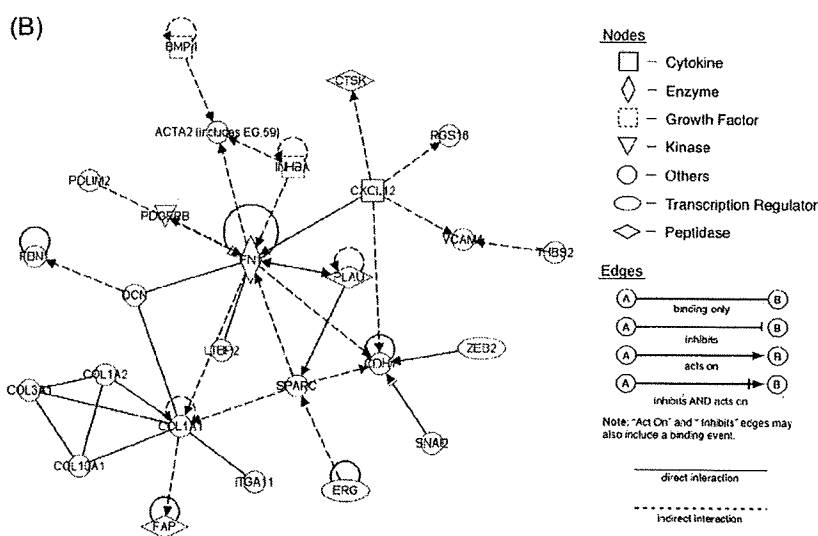 (B)
BMP4
CTSK
ACTA2 (includes EG:59)
RGS16
INHBA
PDLIM2
CXCL12
PDGFRB
VCAM1
THBS2
FBN1
FN1
PLAU
DCN
LTBP2
CDH1
ZEB2
COL1A2
SPARC
COL3A1
COL1A1
SNAI2
COL10A1
ITGA11
ERG
FAP
Nodes
– Cytokine
– Enzyme
– Growth Factor
– Kinase
– Others
– Transcription Regulator
– Peptidase
Edges
A B
binding only
A B
inhibits
A B
acts on
A B
inhibits AND acts on
Note: "Act On" and "Inhibits" edges may
also include a binding event.
direct interaction
indirect interaction